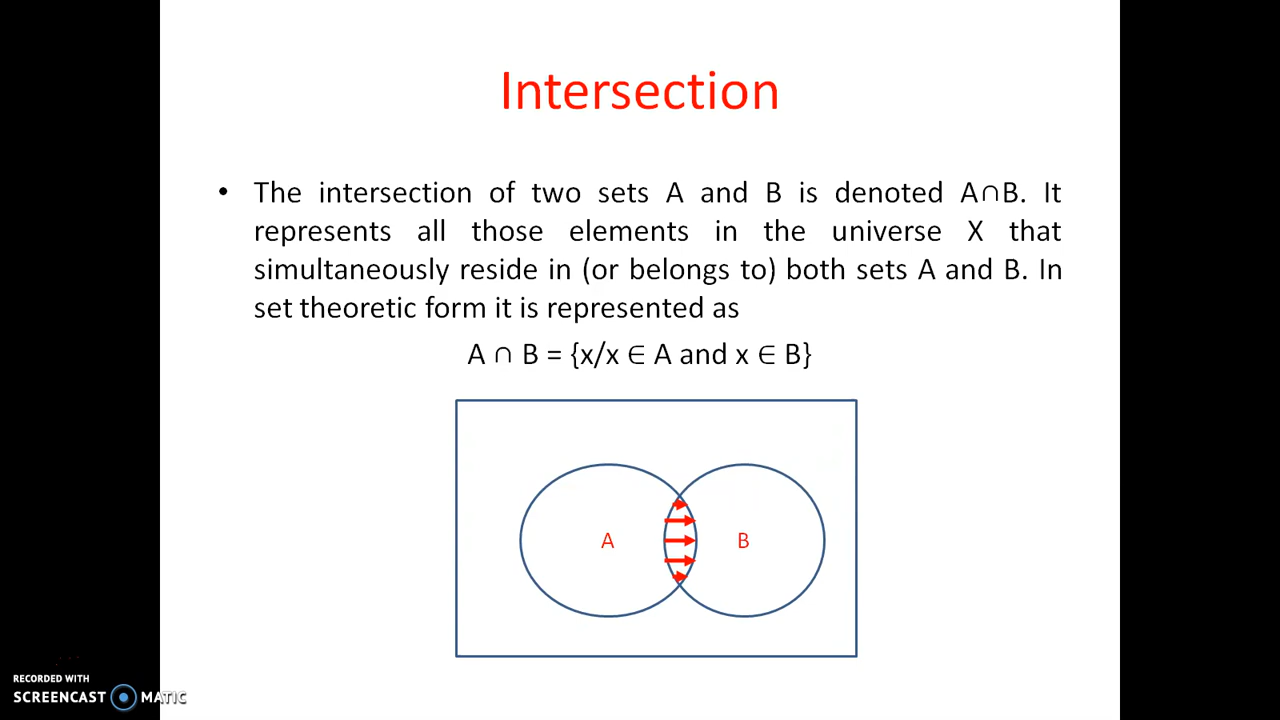 Intersection
• The intersection of two sets A and B is denoted A∩B. It
represents all those elements in the universe X that
simultaneously reside in (or belongs to) both sets A and B. In
set theoretic form it is represented as
A ∩ B = {x/x ∈ A and x ∈ B}
A B
RECORDED WITH
SCREENCAST MATIC